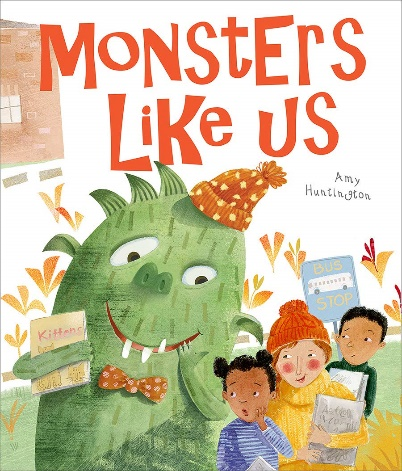 MONSTERS
LIKE US
Amy
Huntington
BUS
STOP
Kittens